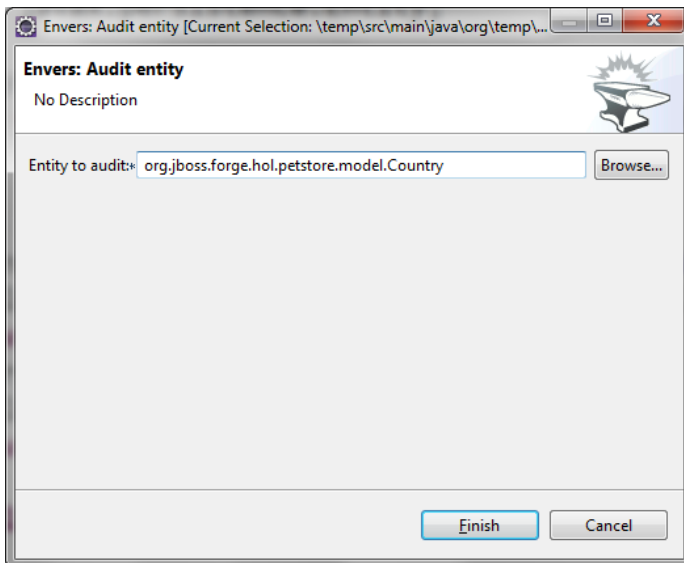 Envers: Audit entity [Current Selection: \temp\src\main\java\org\temp\...
Envers: Audit entity
No Description
Entity to audit:* org.jboss.forge.hol.petstore.model.Country Browse...
Finish Cancel